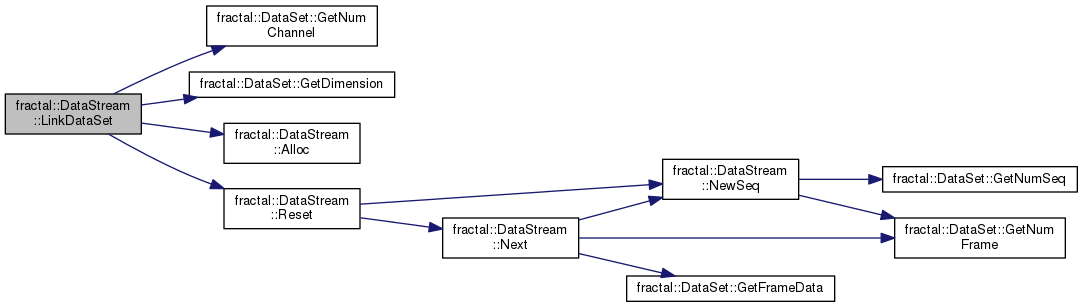 fractal::DataStream
::LinkDataSet
fractal::DataSet::GetNum
Channel
fractal::DataSet::GetDimension
fractal::DataStream
::Alloc
fractal::DataStream
::Reset
fractal::DataStream
::Next
fractal::DataStream
::NewSeq
fractal::DataSet::GetNumSeq
fractal::DataSet::GetNum
Frame
fractal::DataSet::GetFrameData